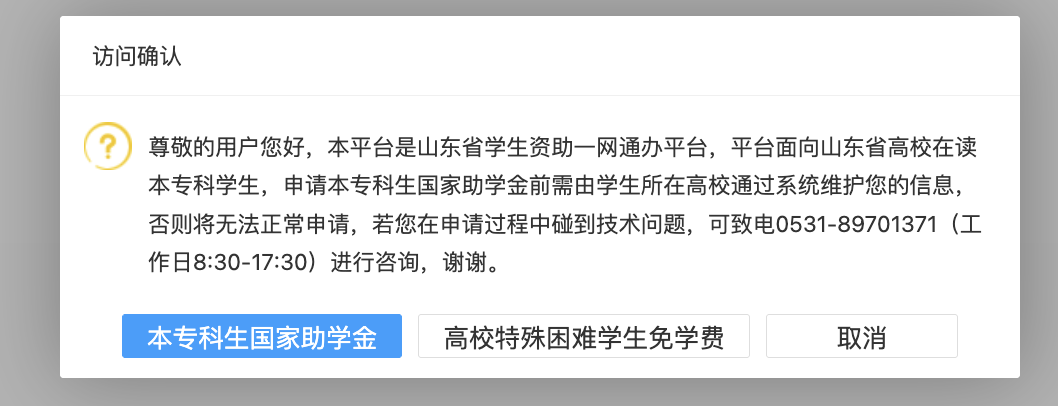 访问确认
尊敬的用户您好，本平台是山东省学生资助一网通办平台，平台面向山东省高校在读
本专科学生，申请本专科生国家助学金前需由学生所在高校通过系统维护您的信息，
否则将无法正常申请，若您在申请过程中碰到技术问题，可致电0531-89701371（工
作日8:30-17:30）进行咨询，谢谢。
本专科生国家助学金 高校特殊困难学生免学费 取消